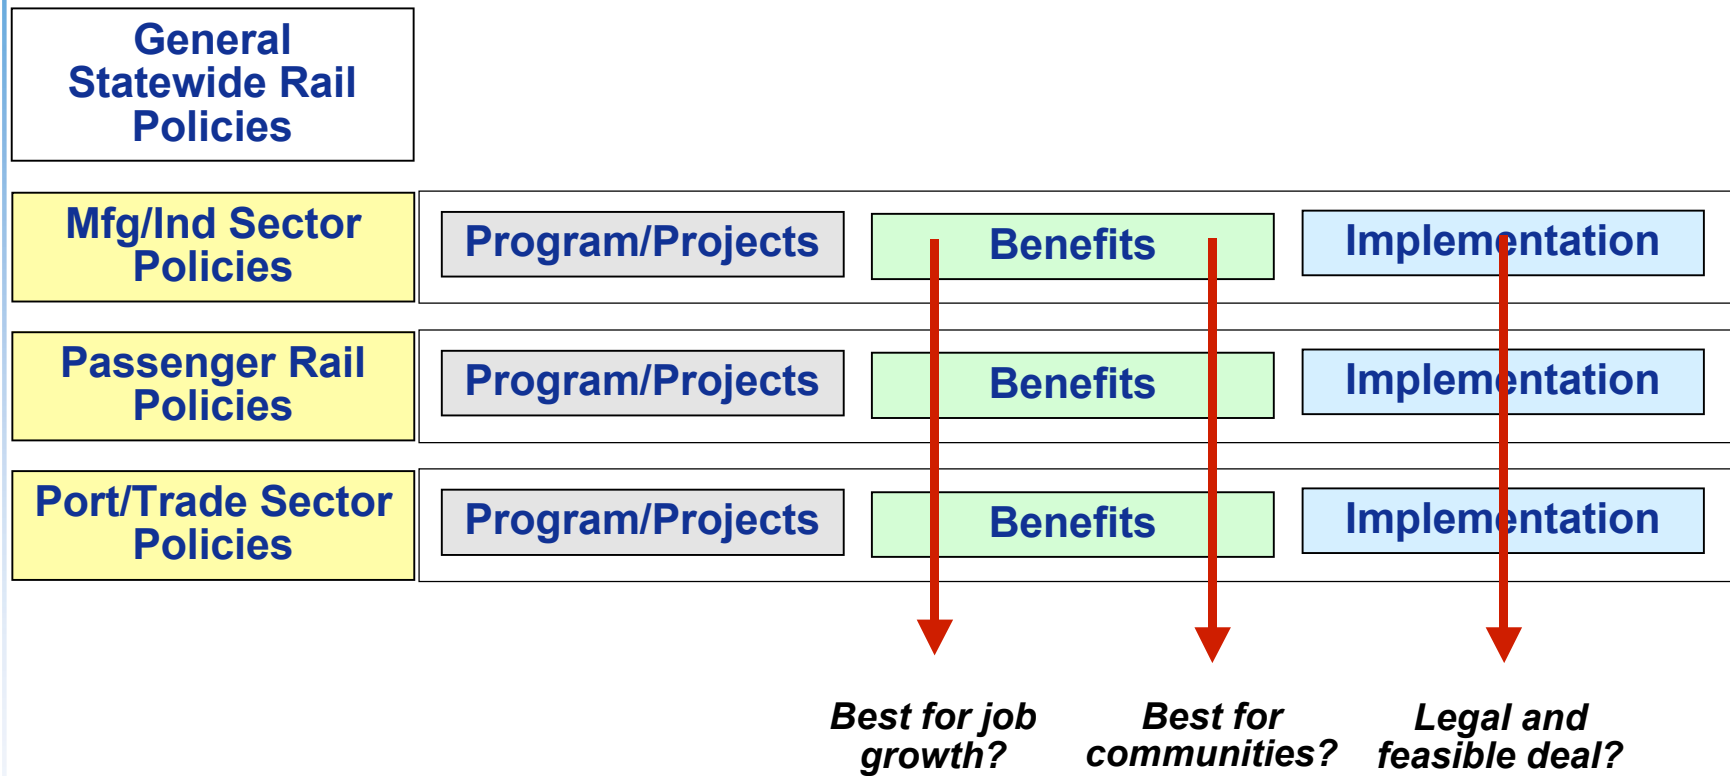 General
Statewide Rail
Policies
Mfg/Ind Sector
Policies
Program/Projects
Benefits
Implementation
Passenger Rail
Policies
Program/Projects
Benefits
Implementation
Port/Trade Sector
Policies
Program/Projects
Benefits
Implementation
Best for job
growth?
Best for
communities?
Legal and
feasible deal?